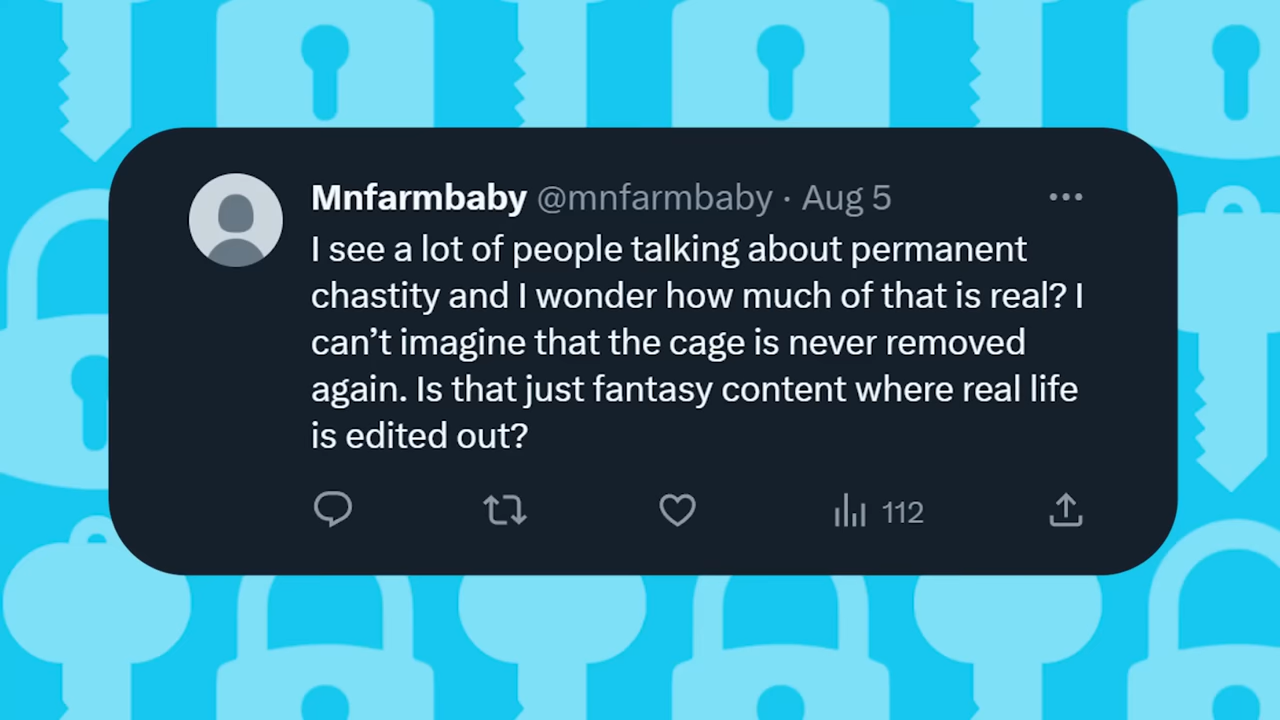 Mnfarmbaby @mnfarmbaby · Aug 5
I see a lot of people talking about permanent
chastity and I wonder how much of that is real? I
can’t imagine that the cage is never removed
again. Is that just fantasy content where real life
is edited out?
112